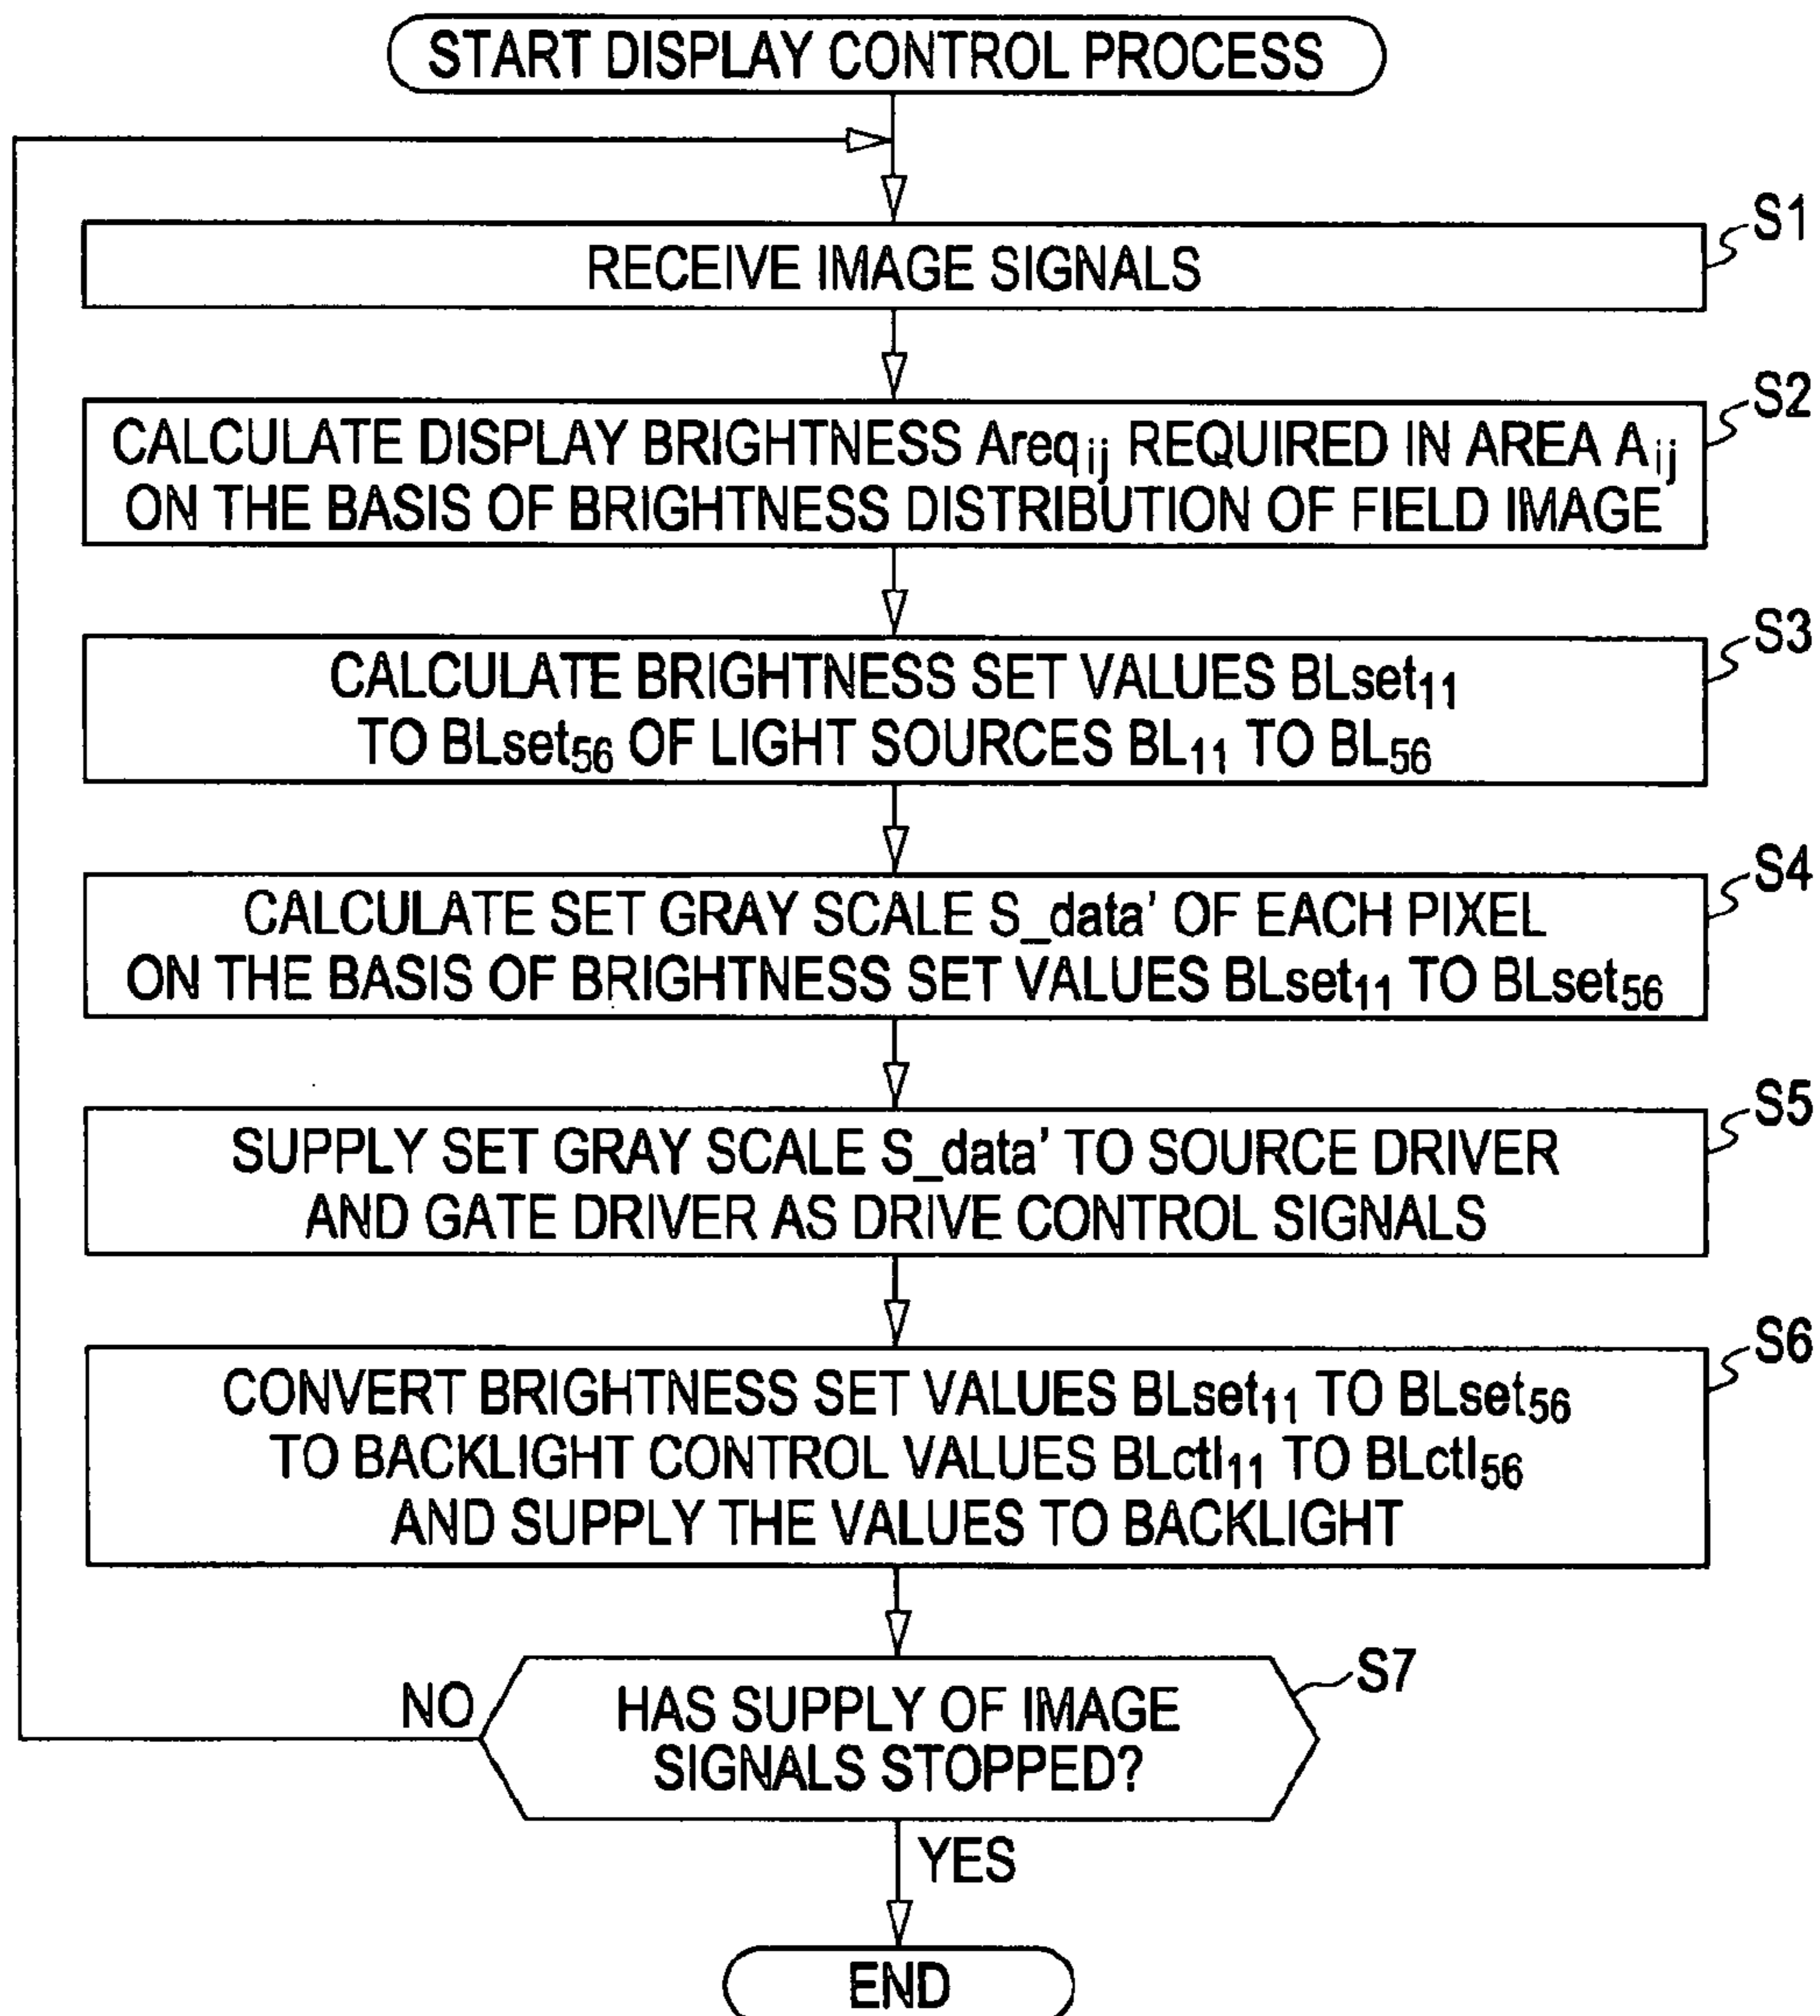 START DISPLAY CONTROL PROCESS
S1
RECEIVE IMAGE SIGNALS
S2
CALCULATE DISPLAY BRIGHTNESS Areqij REQUIRED IN AREA Aij
ON THE BASIS OF BRIGHTNESS DISTRIBUTION OF FIELD IMAGE
S3
CALCULATE BRIGHTNESS SET VALUES BLset11
TO BLset56 OF LIGHT SOURCES BL11 TO BL56
S4
CALCULATE SET GRAY SCALE S_data' OF EACH PIXEL
ON THE BASIS OF BRIGHTNESS SET VALUES BLset11 TO BLset56
S5
SUPPLY SET GRAY SCALE S_data' TO SOURCE DRIVER
AND GATE DRIVER AS DRIVE CONTROL SIGNALS
S6
CONVERT BRIGHTNESS SET VALUES BLset11 TO BLset56
TO BACKLIGHT CONTROL VALUES BLctl11 TO BLctl56
AND SUPPLY THE VALUES TO BACKLIGHT
S7
NO
HAS SUPPLY OF IMAGE
SIGNALS STOPPED?
YES
END